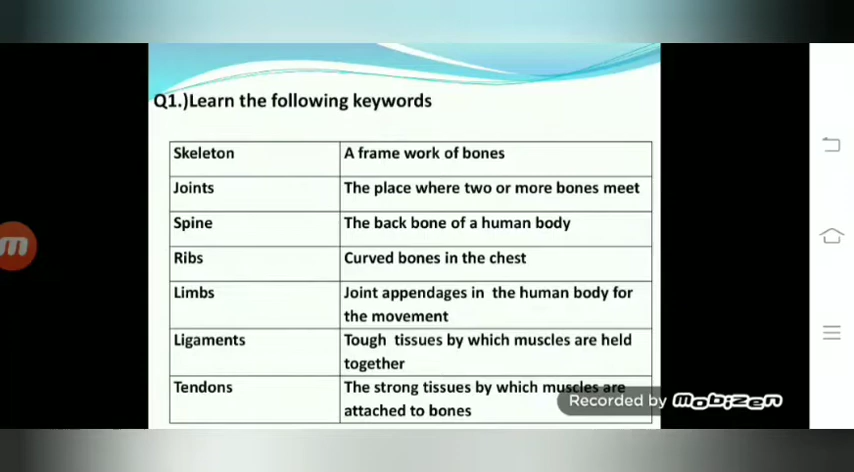 Q1.)Learn the following keywords
Skeleton A frame work of bones
Joints The place where two or more bones meet
Spine The back bone of a human body
Ribs Curved bones in the chest
Limbs Joint appendages in the human body for
the movement
Ligaments Tough tissues by which muscles are held
together
Tendons The strong tissues by which muscles are
attached to bones
Recorded by mobizen
m